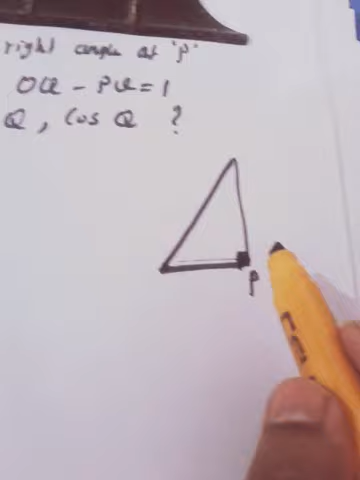 right angle at 'P'
OQ - PQ = 1
Q, Cos Q ?
P